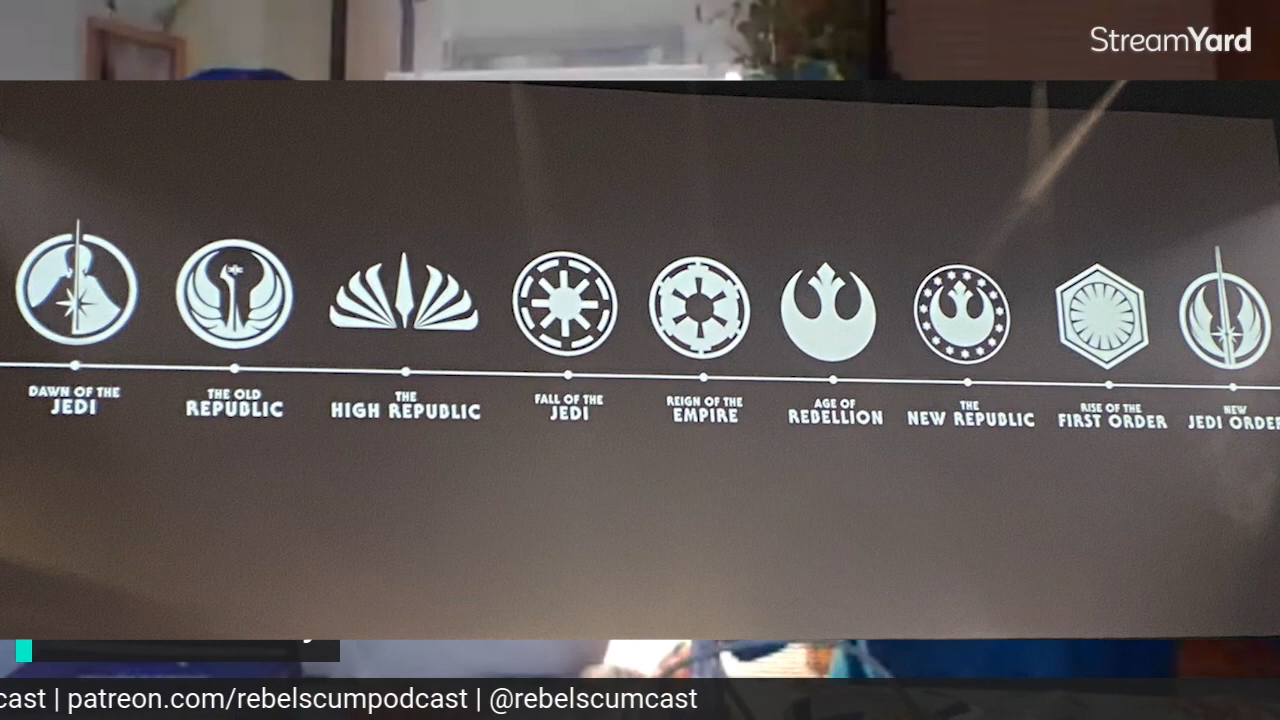 StreamYard
DAWN OF THE
JEDI
THE OLD
REPUBLIC
THE
HIGH REPUBLIC
FALL OF THE
JEDI
REIGN OF THE
EMPIRE
AGE OF
REBELLION
THE
NEW REPUBLIC
RISE OF THE
FIRST ORDER
NEW
JEDI ORDER
cast | patreon.com/rebelscumpodcast | @rebelscumcast